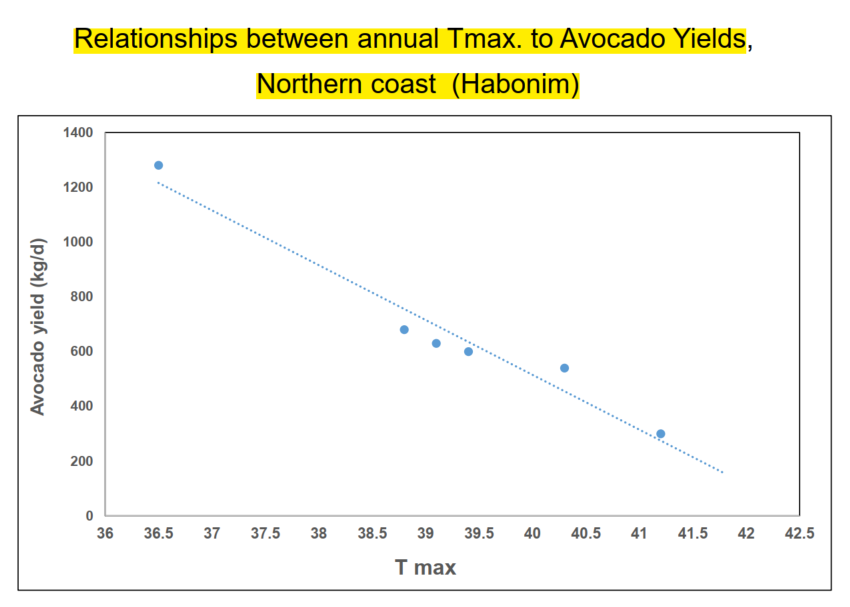 Relationships between annual Tmax. to Avocado Yields,
Northern coast (Habonim)
1400
1200
1000
800
600
400
200
0
Avocado yield (kg/d)
36 36.5 37 37.5 38 38.5 39 39.5 40 40.5 41 41.5 42 42.5
T max